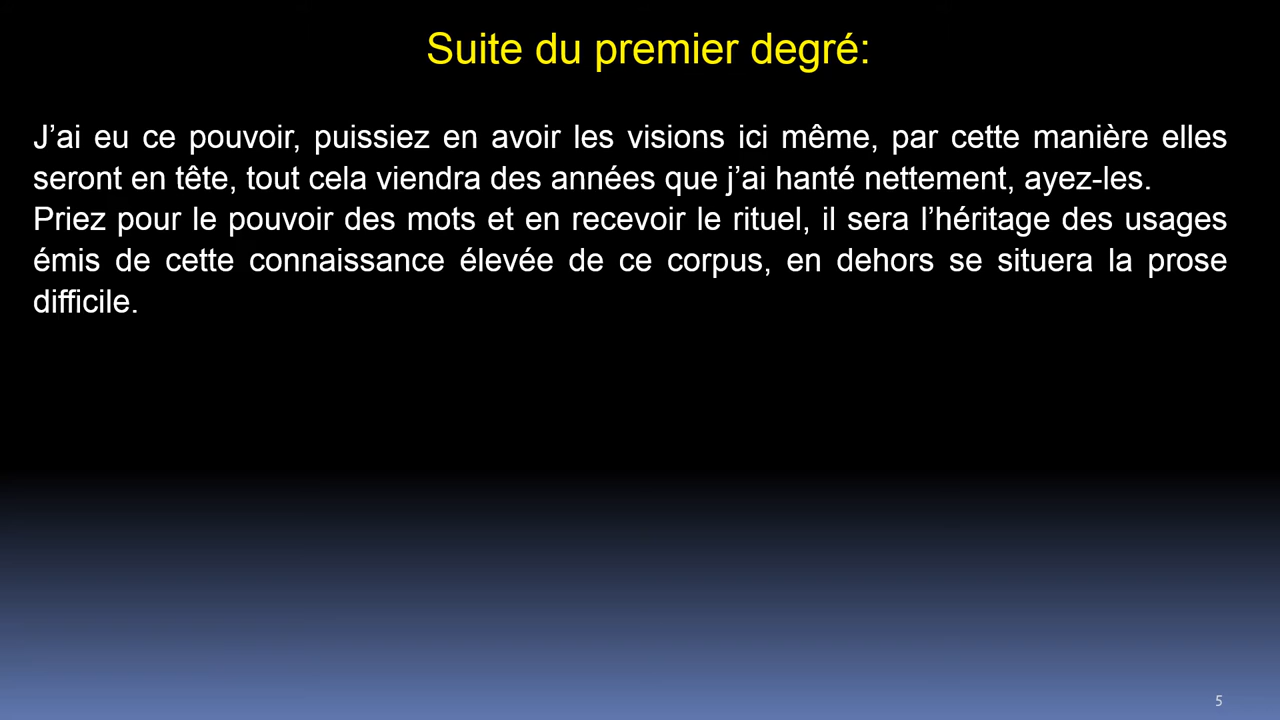 Suite du premier degré:
J’ai eu ce pouvoir, puissiez en avoir les visions ici même, par cette manière elles
seront en tête, tout cela viendra des années que j’ai hanté nettement, ayez-les.
Priez pour le pouvoir des mots et en recevoir le rituel, il sera l’héritage des usages
émis de cette connaissance élevée de ce corpus, en dehors se situera la prose
difficile.
5